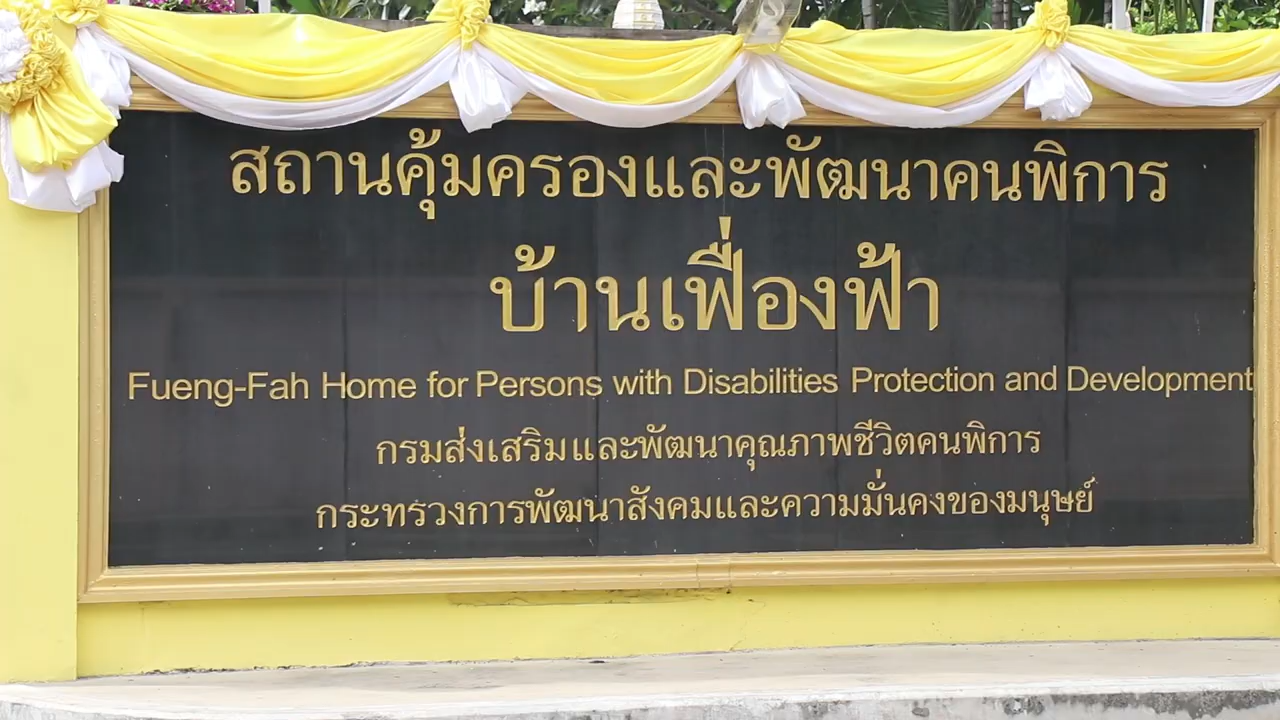 สถานคุ้มครองและพัฒนาคนพิการ
บ้านเฟื่องฟ้า
Fueng-Fah Home for Persons with Disabilities Protection and Development
กรมส่งเสริมและพัฒนาคุณภาพชีวิตคนพิการ
กระทรวงการพัฒนาสังคมและความมั่นคงของมนุษย์